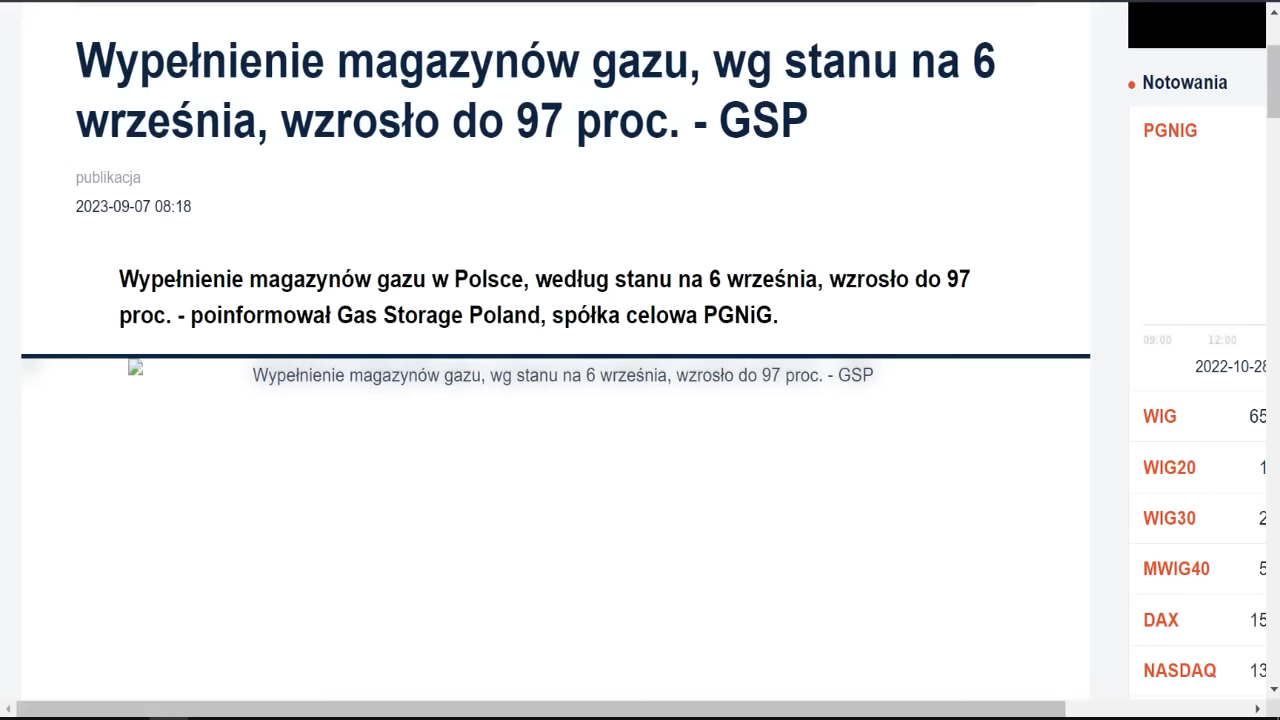 Wypełnienie magazynów gazu, wg stanu na 6
września, wzrosło do 97 proc. - GSP
publikacja
2023-09-07 08:18
Wypełnienie magazynów gazu w Polsce, według stanu na 6 września, wzrosło do 97
proc. - poinformował Gas Storage Poland, spółka celowa PGNiG.
Wypełnienie magazynów gazu, wg stanu na 6 września, wzrosło do 97 proc. - GSP
Notowania
PGNIG
09:00 12:00
2022-10-28
WIG 65
WIG20 1
WIG30 2
MWIG40 5
DAX 15
NASDAQ 13